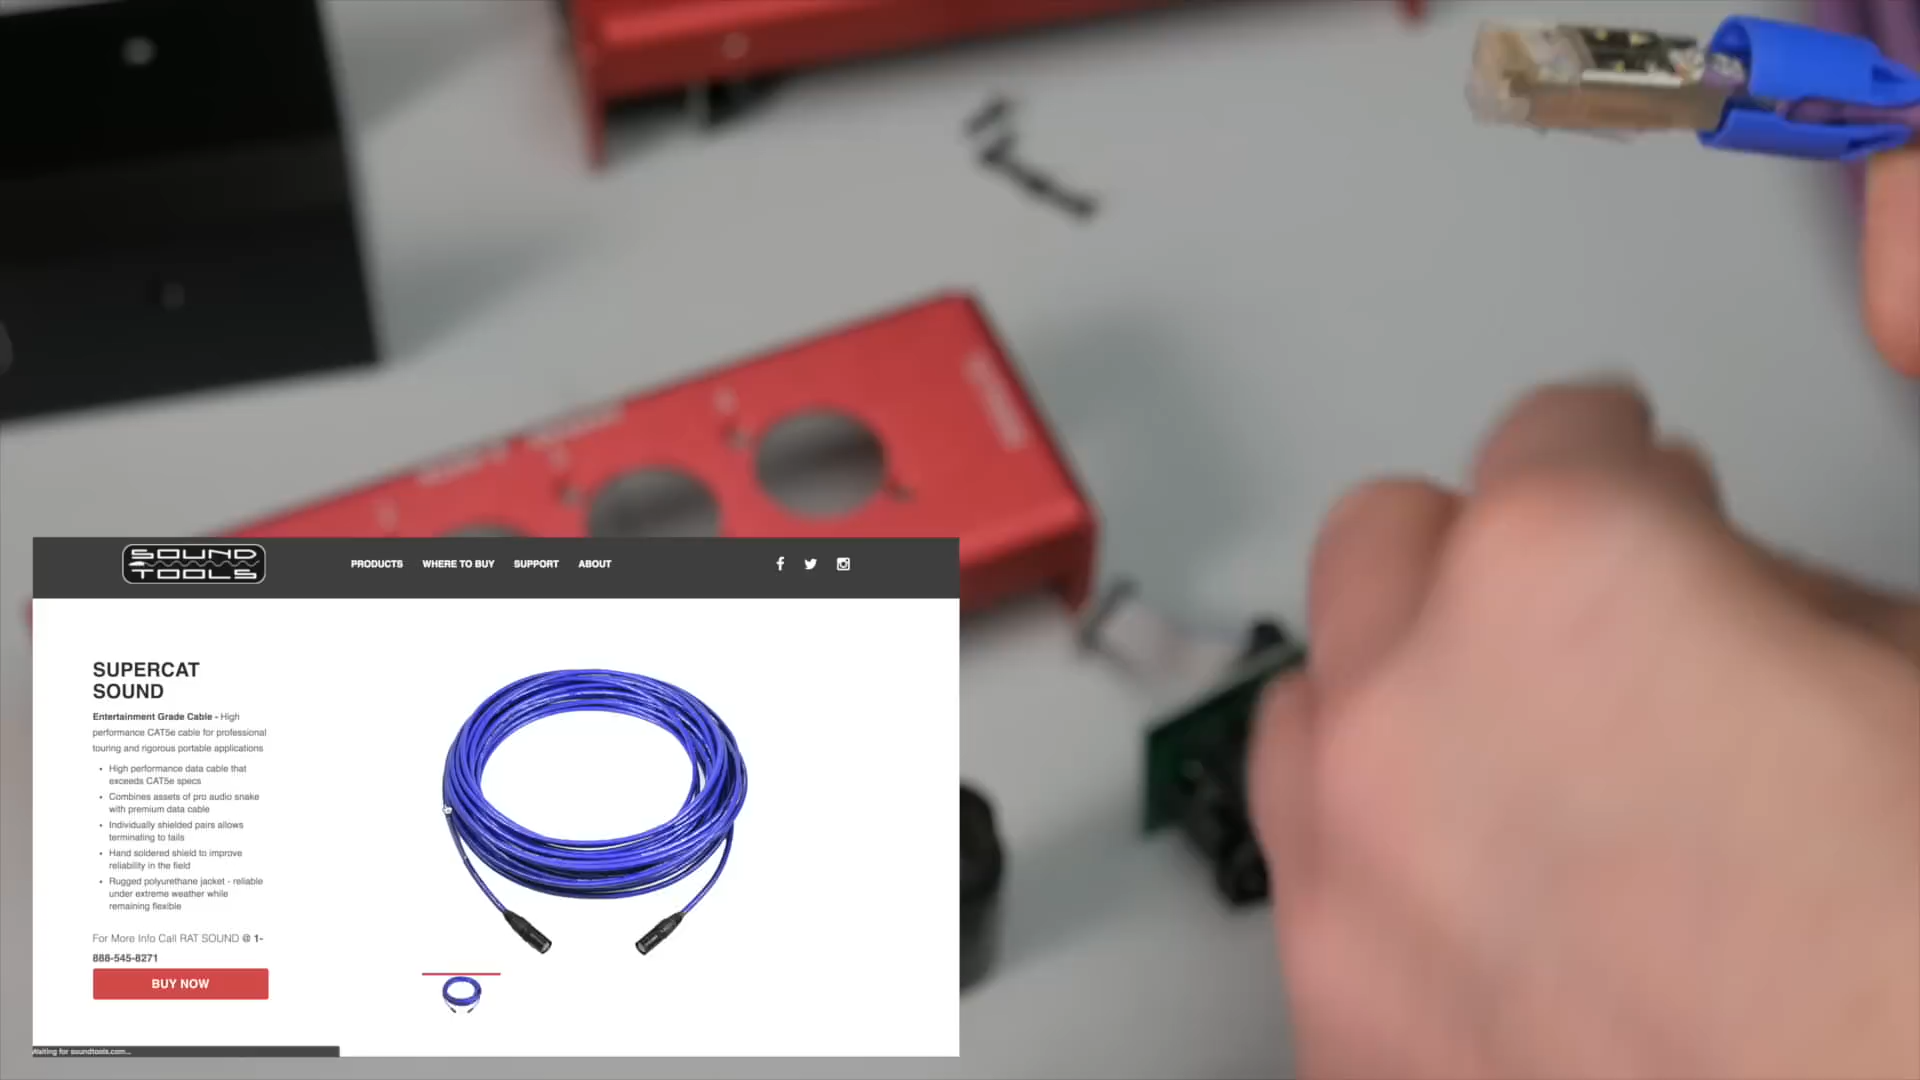 SOUND
TOOLS
PRODUCTS WHERE TO BUY SUPPORT ABOUT
SUPERCAT
SOUND
Entertainment Grade Cable - High
performance CAT5e cable for professional
touring and rigorous portable applications
• High performance data cable that
exceeds CAT5e specs
• Combines assets of pro audio snake
with premium data cable
• Individually shielded pairs allows
terminating to tails
• Hand soldered shield to improve
reliability in the field
• Rugged polyurethane jacket - reliable
under extreme weather while
remaining flexible
For More Info Call RAT SOUND @ 1-
888-545-8271
BUY NOW
Waiting for soundtools.com...